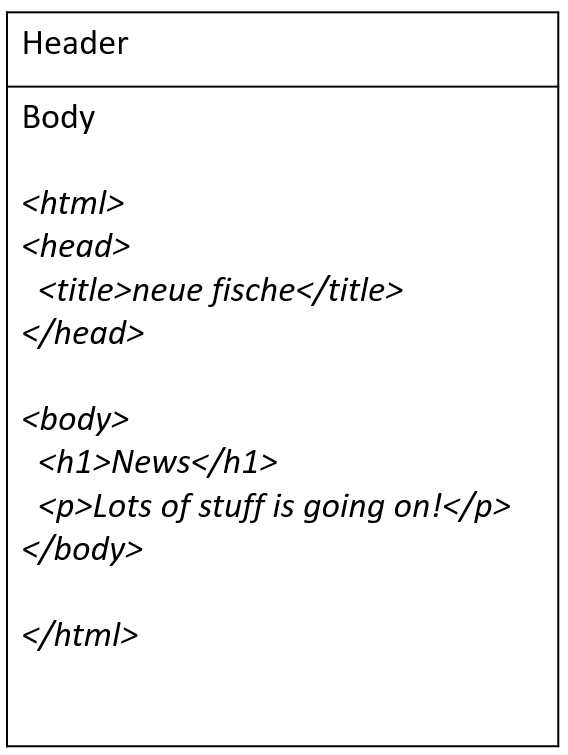 Header
Body
<html>
<head>
<title>neue fische</title>
</head>
<body>
<h1>News</h1>
<p>Lots of stuff is going on!</p>
</body>
</html>